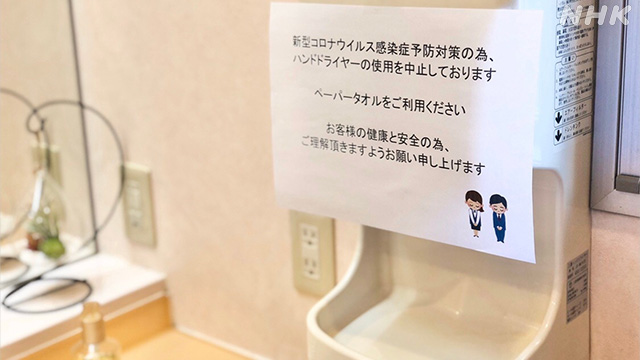 NHK
新型コロナウイルス感染症予防対策の為、
ハンドドライヤーの使用を中止しております
ペーパータオルをご利用ください
お客様の健康と安全の為、
ご理解頂きますようお願い申し上げます